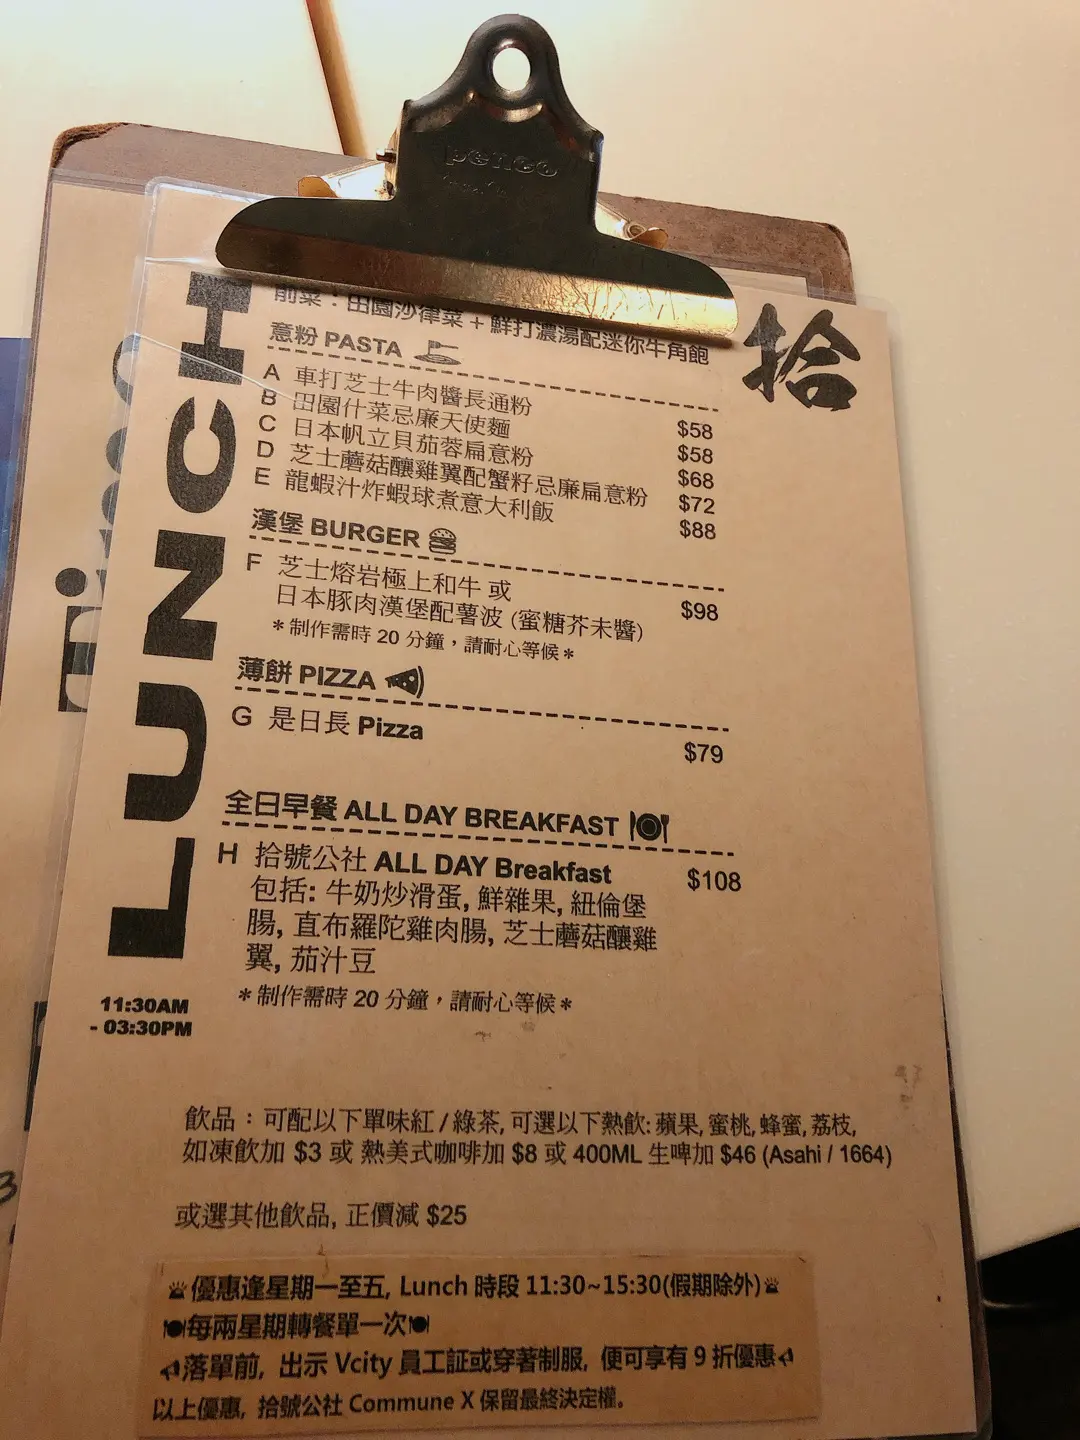 penco
前菜：田園沙律菜 + 鮮打濃湯配迷你牛角飽
拾
LUNCH
11:30AM
- 03:30PM
意粉 PASTA
A 車打芝士牛肉醬長通粉 $58
B 田園什菜忌廉天使麵 $58
C 日本帆立貝茄蓉扁意粉 $68
D 芝士蘑菇釀雞翼配蟹籽忌廉扁意粉 $72
E 龍蝦汁炸蝦球煮意大利飯 $88
漢堡 BURGER
F 芝士熔岩極上和牛 或
日本豚肉漢堡配薯波 (蜜糖芥未醬) $98
＊制作需時 20 分鐘，請耐心等候＊
薄餅 PIZZA
G 是日長 Pizza $79
全日早餐 ALL DAY BREAKFAST
H 拾號公社 ALL DAY Breakfast $108
包括: 牛奶炒滑蛋, 鮮雜果, 紐倫堡
腸, 直布羅陀雞肉腸, 芝士蘑菇釀雞
翼, 茄汁豆
＊制作需時 20 分鐘，請耐心等候＊
飲品：可配以下單味紅 / 綠茶, 可選以下熱飲: 蘋果, 蜜桃, 蜂蜜, 荔枝,
如凍飲加 $3 或 熱美式咖啡加 $8 或 400ML 生啤加 $46 (Asahi / 1664)
或選其他飲品, 正價減 $25
優惠逢星期一至五, Lunch 時段 11:30~15:30(假期除外)
每兩星期轉餐單一次
落單前, 出示 Vcity 員工証或穿著制服, 便可享有 9 折優惠
以上優惠, 拾號公社 Commune X 保留最終決定權。